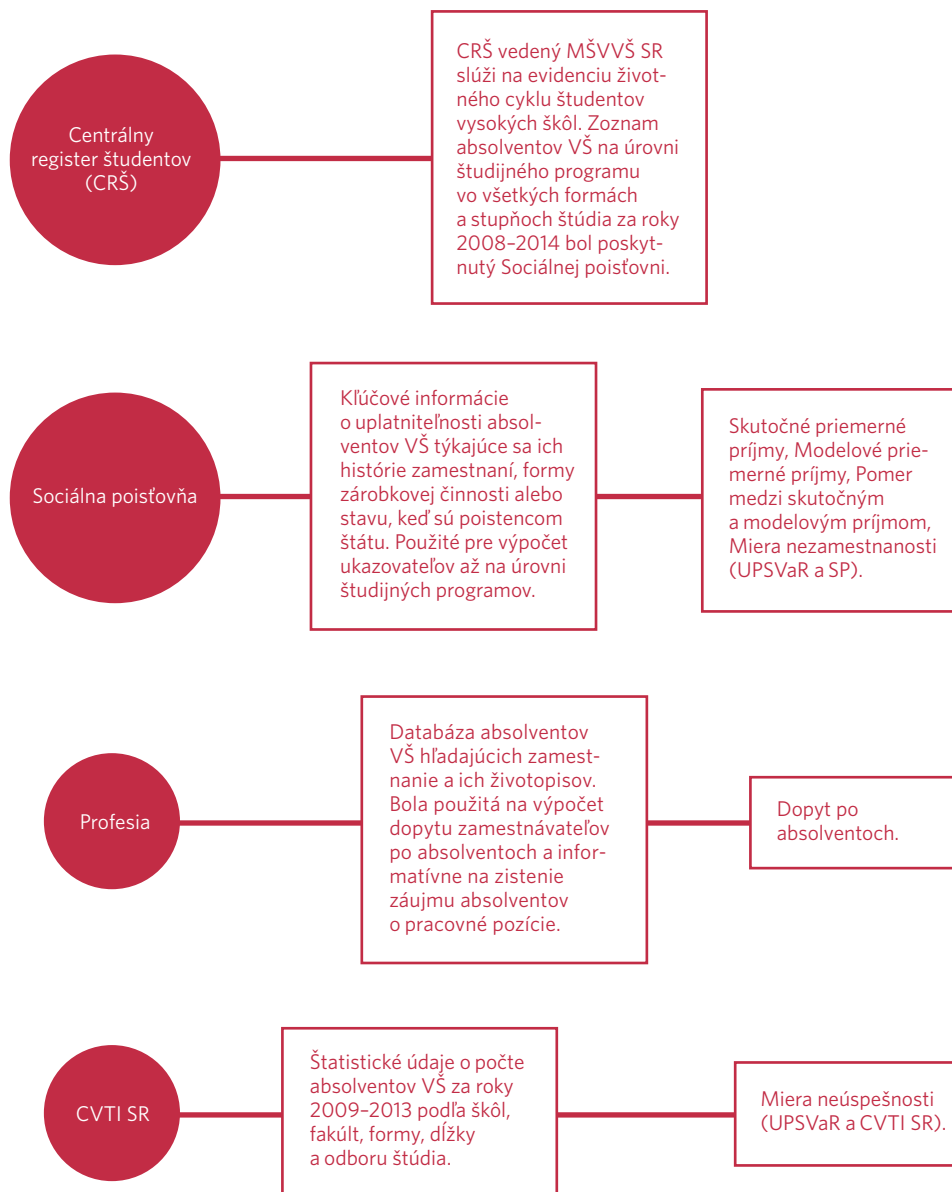 Centrálny
register študentov
(CRŠ)
CRŠ vedený MŠVVŠ SR
slúži na evidenciu život-
ného cyklu študentov
vysokých škôl. Zoznam
absolventov VŠ na úrovni
študijného programu
vo všetkých formách
a stupňoch štúdia za roky
2008–2014 bol poskyt-
nutý Sociálnej poisťovni.
Sociálna poisťovňa
Kľúčové informácie
o uplatniteľnosti absol-
ventov VŠ týkajúce sa ich
histórie zamestnaní, formy
zárobkovej činnosti alebo
stavu, keď sú poistencom
štátu. Použité pre výpočet
ukazovateľov až na úrovni
študijných programov.
Skutočné priemerné
príjmy, Modelové prie-
merné príjmy, Pomer
medzi skutočným
a modelovým príjmom,
Miera nezamestnanosti
(UPSVaR a SP).
Profesia
Databáza absolventov
VŠ hľadajúcich zamest-
nanie a ich životopisov.
Bola použitá na výpočet
dopytu zamestnávateľov
po absolventoch a infor-
matívne na zistenie
záujmu absolventov
o pracovné pozície.
Dopyt po
absolventoch.
CVTI SR
Štatistické údaje o počte
absolventov VŠ za roky
2009–2013 podľa škôl,
fakúlt, formy, dĺžky
a odboru štúdia.
Miera neúspešnosti
(UPSVaR a CVTI SR).